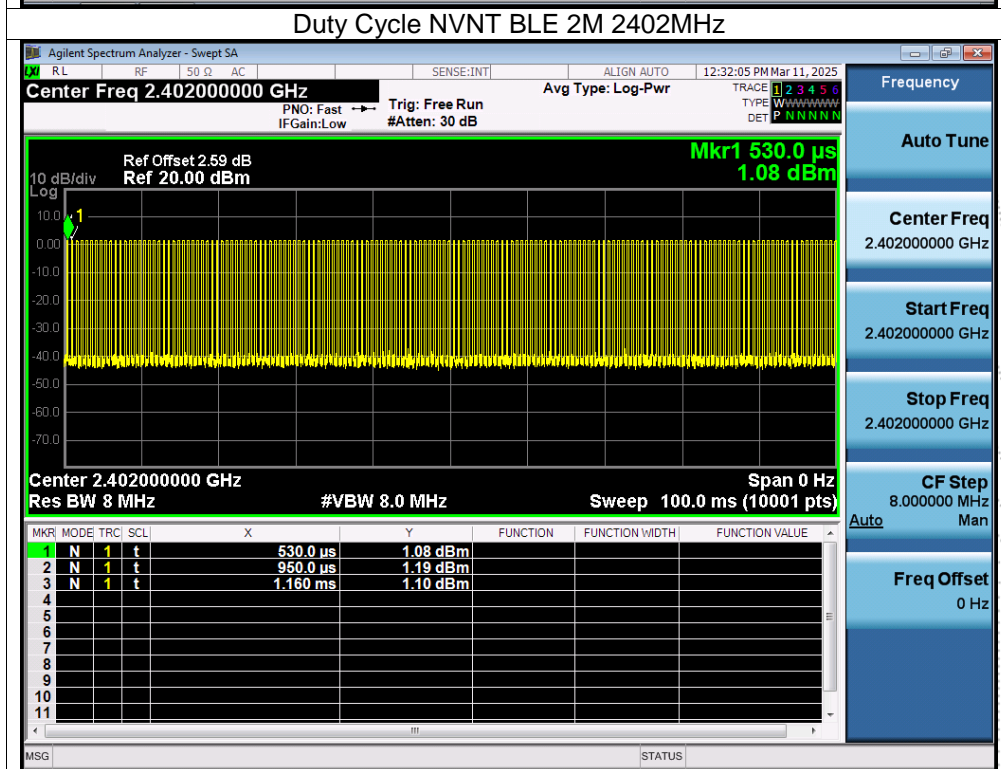 Duty Cycle NVNT BLE 2M 2402MHz
Agilent Spectrum Analyzer - Swept SA
LXI RL RF 50 Ω AC SENSE:INT ALIGN AUTO 12:32:05 PM Mar 11, 2025
Center Freq 2.402000000 GHz
PNO: Fast
IFGain:Low
Trig: Free Run
#Atten: 30 dB
Avg Type: Log-Pwr
TRACE 1 2 3 4 5 6
TYPE WWWWWWW
DET P N N N N N
Ref Offset 2.59 dB
Ref 20.00 dBm
10 dB/div
Log
Mkr1 530.0 µs
1.08 dBm
10.0
1
0.00
-10.0
-20.0
-30.0
-40.0
-50.0
-60.0
-70.0
Center 2.402000000 GHz
Span 0 Hz
Res BW 8 MHz
#VBW 8.0 MHz
Sweep 100.0 ms (10001 pts)
MKR MODE TRC SCL X Y FUNCTION FUNCTION WIDTH FUNCTION VALUE
1 N 1 t 530.0 µs 1.08 dBm
2 N 1 t 950.0 µs 1.19 dBm
3 N 1 t 1.160 ms 1.10 dBm
4
5
6
7
8
9
10
11
MSG
STATUS
Frequency
Auto Tune
Center Freq
2.402000000 GHz
Start Freq
2.402000000 GHz
Stop Freq
2.402000000 GHz
CF Step
8.000000 MHz
Auto Man
Freq Offset
0 Hz